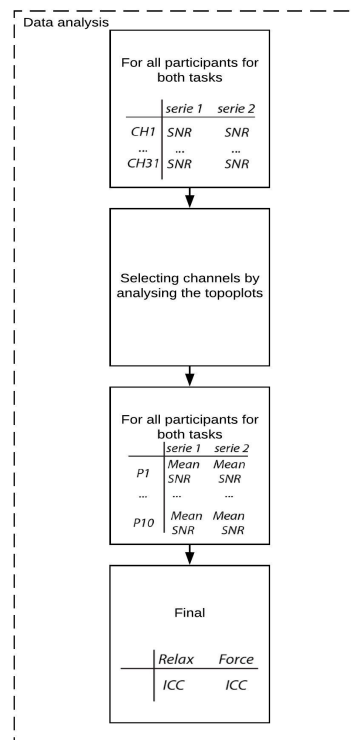 Data analysis
For all participants for
both tasks
serie 1 serie 2
CH1 SNR SNR
... ... ...
CH31 SNR SNR
Selecting channels by
analysing the topoplots
For all participants for
both tasks
serie 1 serie 2
P1 Mean SNR Mean SNR
... ... ...
P10 Mean SNR Mean SNR
Final
Relax Force
ICC ICC